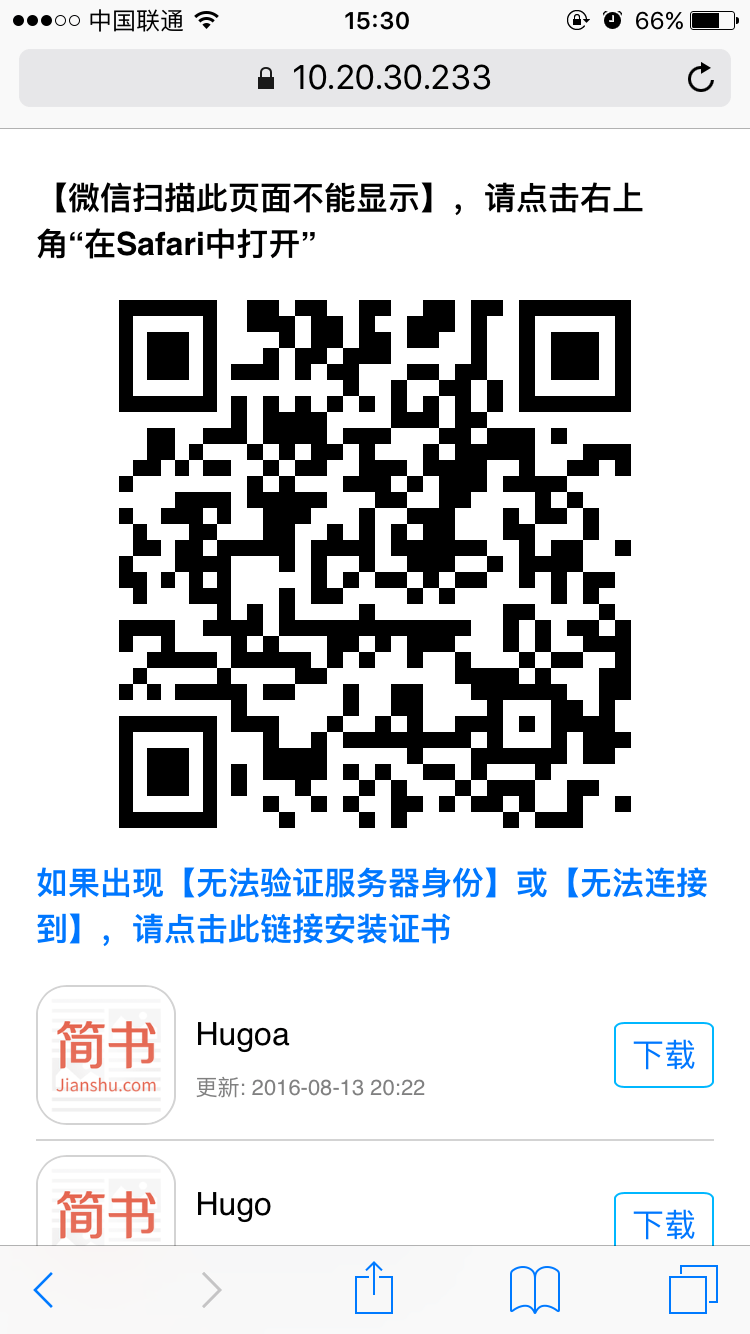 中国联通 15:30 66%
10.20.30.233
【微信扫描此页面不能显示】，请点击右上
角“在Safari中打开”
如果出现【无法验证服务器身份】或【无法连接
到】，请点击此链接安装证书
简书
Jianshu.com
Hugoa
更新: 2016-08-13 20:22
下载
简书
Hugo
下载